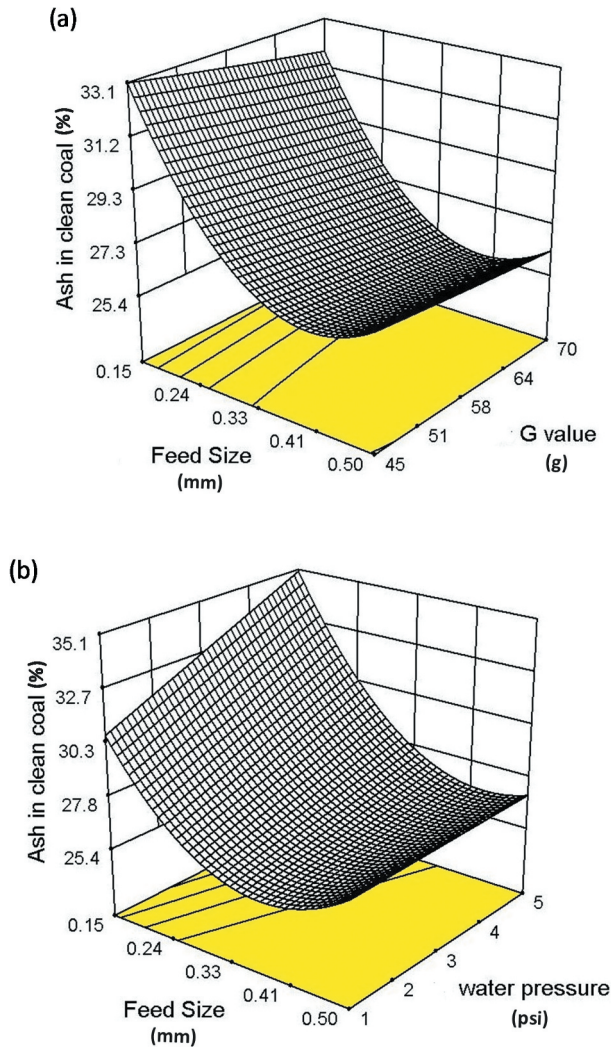 (a)
33.1
31.2
29.3
27.3
25.4
Ash in clean coal (%)
0.15
0.24
0.33
0.41
0.50
Feed Size
(mm)
45
51
58
64
70
G value
(g)
(b)
35.1
32.7
30.3
27.8
25.4
Ash in clean coal (%)
0.15
0.24
0.33
0.41
0.50
Feed Size
(mm)
1
2
3
4
5
water pressure
(psi)